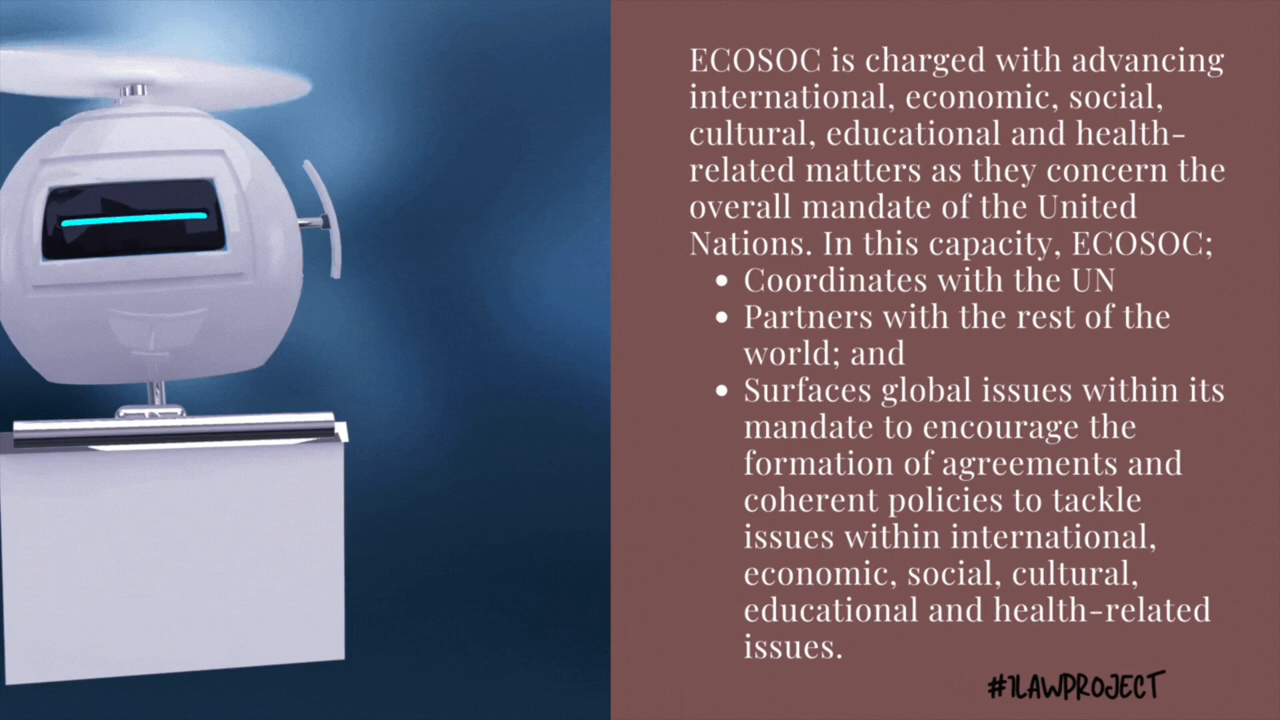 ECOSOC is charged with advancing
international, economic, social,
cultural, educational and health-
related matters as they concern the
overall mandate of the United
Nations. In this capacity, ECOSOC;
• Coordinates with the UN
• Partners with the rest of the
world; and
• Surfaces global issues within its
mandate to encourage the
formation of agreements and
coherent policies to tackle
issues within international,
economic, social, cultural,
educational and health-related
issues.
#1LAWPROJECT